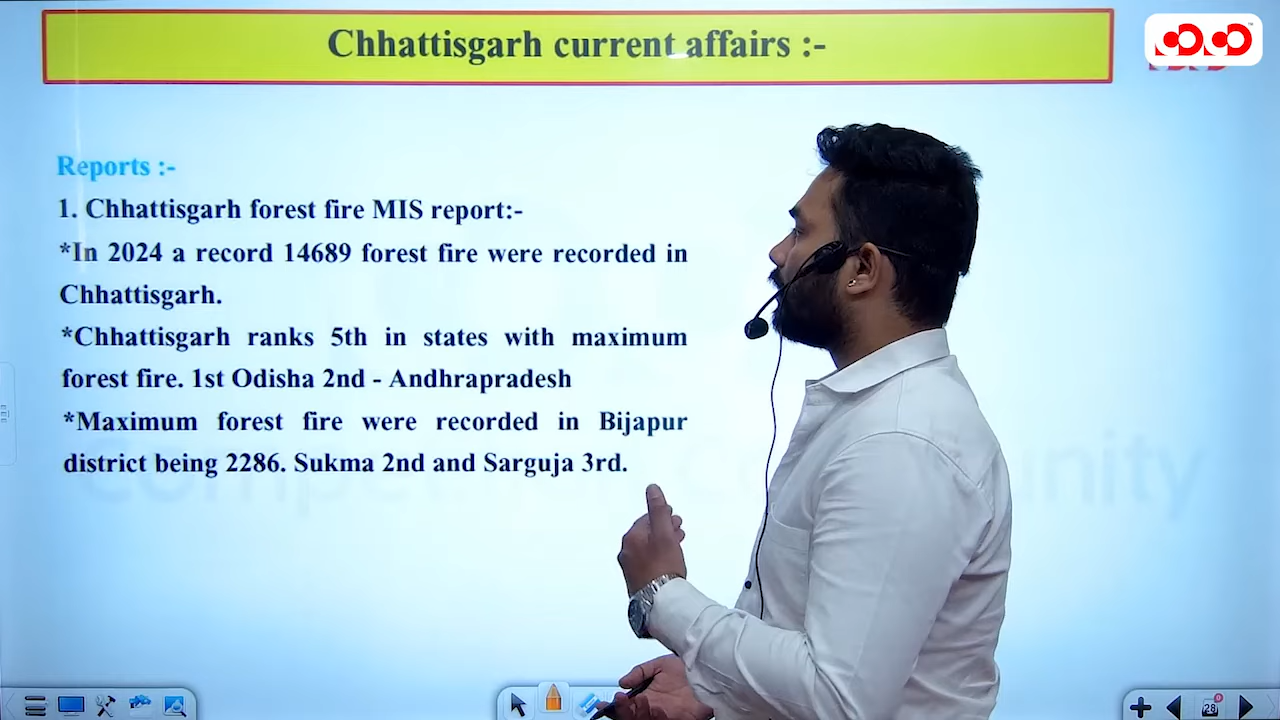 Chhattisgarh current affairs :-
Reports :-
1. Chhattisgarh forest fire MIS report:-
*In 2024 a record 14689 forest fire were recorded in
Chhattisgarh.
*Chhattisgarh ranks 5th in states with maximum
forest fire. 1st Odisha 2nd - Andhrapradesh
*Maximum forest fire were recorded in Bijapur
district being 2286. Sukma 2nd and Sarguja 3rd.
28